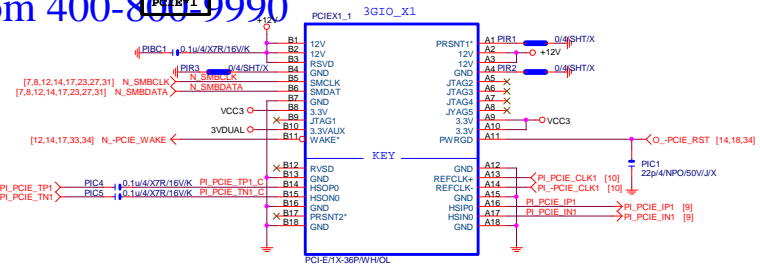 om 400-800-9990
PCIE*1
+12V
PCIEX1_1 3GIO_X1
PIBC1 0.1u/4/X7R/16V/K
B1 12V PRSNT1* A1 PIR1 0/4/SHT/X
B2 12V 12V A2 +12V
B3 RSVD 12V A3
PIR3 0/4/SHT/X B4 GND GND A4 PIR2 0/4/SHT/X
[7,8,12,14,17,23,27,31] N_SMBCLK N_SMBCLK B5 SMCLK JTAG2 A5
[7,8,12,14,17,23,27,31] N_SMBDATA N_SMBDATA B6 SMDAT JTAG3 A6
B7 GND JTAG4 A7
VCC3 B8 3.3V JYAG5 A8
B9 JTAG1 3.3V A9 VCC3
3VDUAL B10 3.3VAUX 3.3V A10
[12,14,17,33,34] N_-PCIE_WAKE B11 WAKE* PWRGD A11 O_-PCIE_RST [14,18,34]
KEY
PIC1
22p/4/NPO/50V/J/X
B12 RVSD GND A12
B13 GND REFCLK+ A13 PI_PCIE_CLK1 [10]
PI_PCIE_TP1 PIC4 0.1u/4/X7R/16V/K PI_PCIE_TP1_C B14 HSOP0 REFCLK- A14 PI_-PCIE_CLK1 [10]
PI_PCIE_TN1 PIC5 0.1u/4/X7R/16V/K PI_PCIE_TN1_C B15 HSON0 GND A15
B16 GND HSIP0 A16 PI_PCIE_IP1 PI_PCIE_IP1 [9]
B17 PRSNT2* HSIN0 A17 PI_PCIE_IN1 PI_PCIE_IN1 [9]
B18 GND GND A18
PCI-E/1X-36P/WH/OL